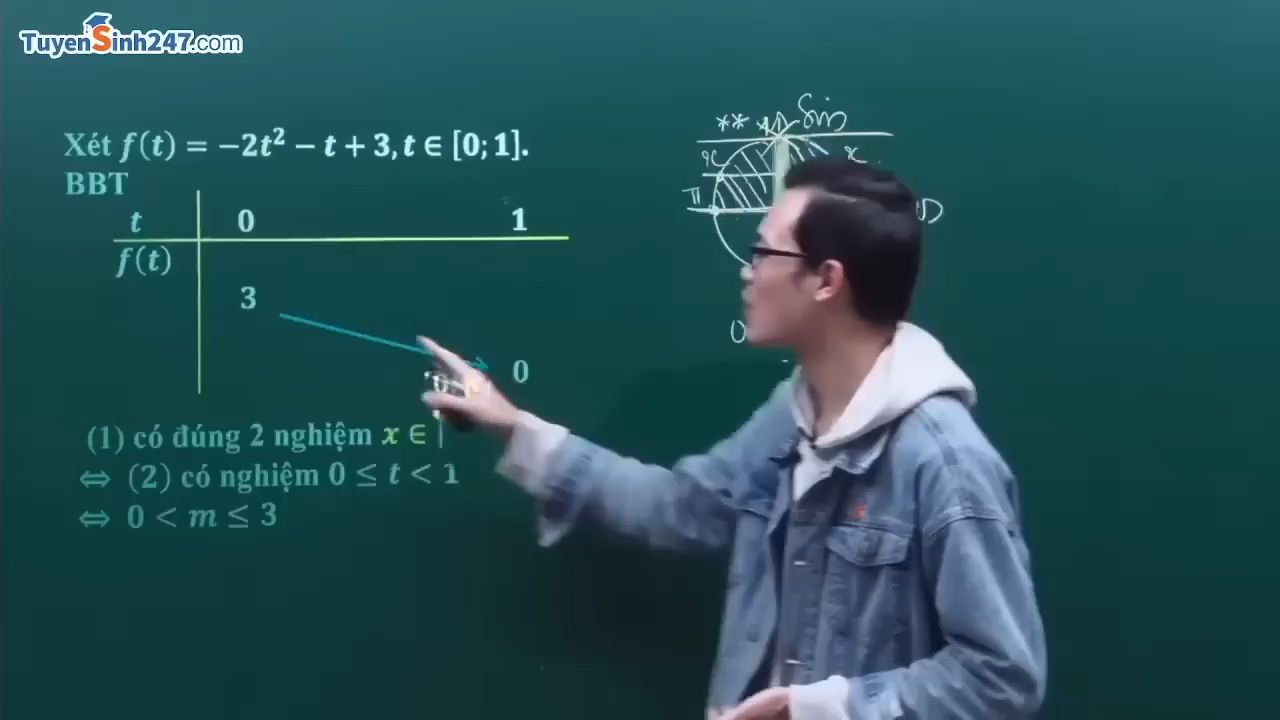 TuyenSinh247.com
Xét f(t) = −2t² − t + 3, t ∈ [0; 1].
BBT
t 0 1
f(t)
3
0
(1) có đúng 2 nghiệm x ∈
⇔ (2) có nghiệm 0 ≤ t < 1
⇔ 0 < m ≤ 3
** Sin
x x
π
0